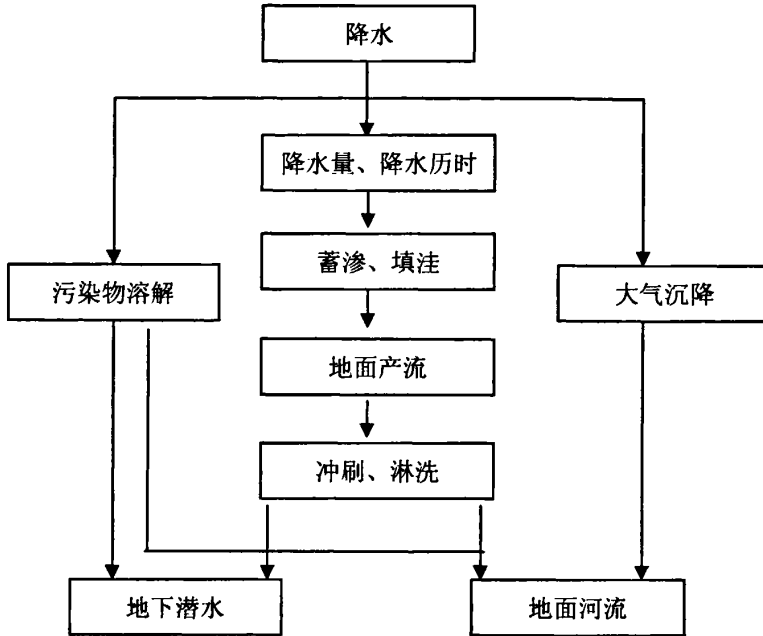 降水
降水量、降水历时
蓄渗、填洼
污染物溶解
大气沉降
地面产流
冲刷、淋洗
地下潜水
地面河流